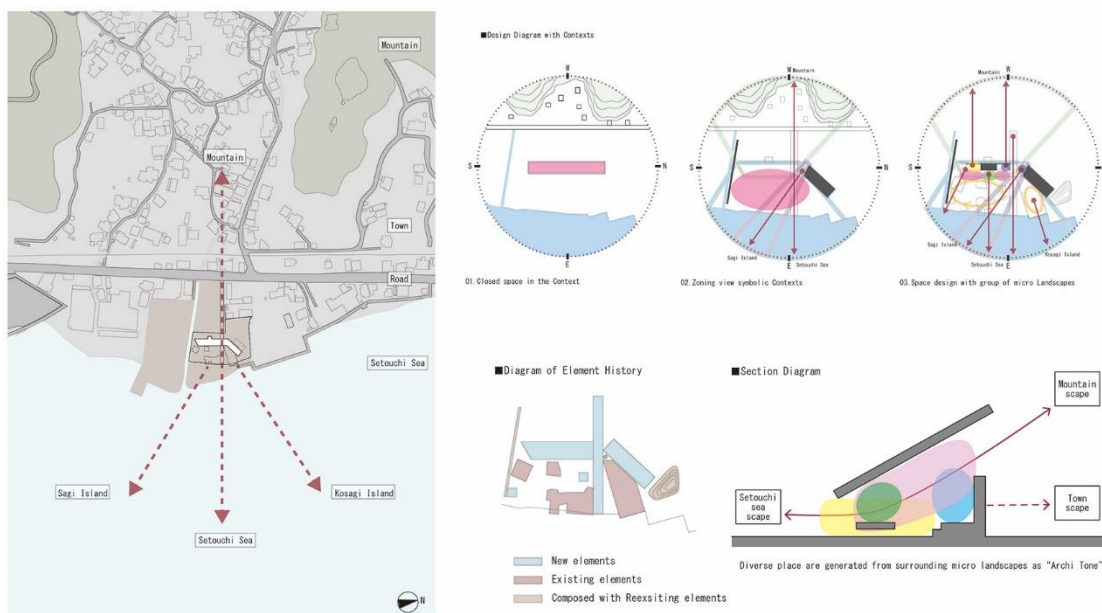 Mountain
Mountain
Town
Road
Setouchi Sea
Sagi Island
Kosagi Island
Setouchi Sea
N
■Design Diagram with Contexts
W
S
N
E
01.Closed space in the Context
W
Mountain
S
N
Sagi Island
E
Setouchi Sea
02.Zoning view symbolic Contexts
W
Mountain
S
N
Sagi Island
Setouchi Sea
E
Kosagi Island
03.Space design with group of micro Landscapes
■Diagram of Element History
New elements
Existing elements
Composed with Reexsiting elements
■Section Diagram
Mountain
scape
Setouchi
sea
scape
Town
scape
Diverse place are generated from surrounding micro landscapes as "Archi Tone"